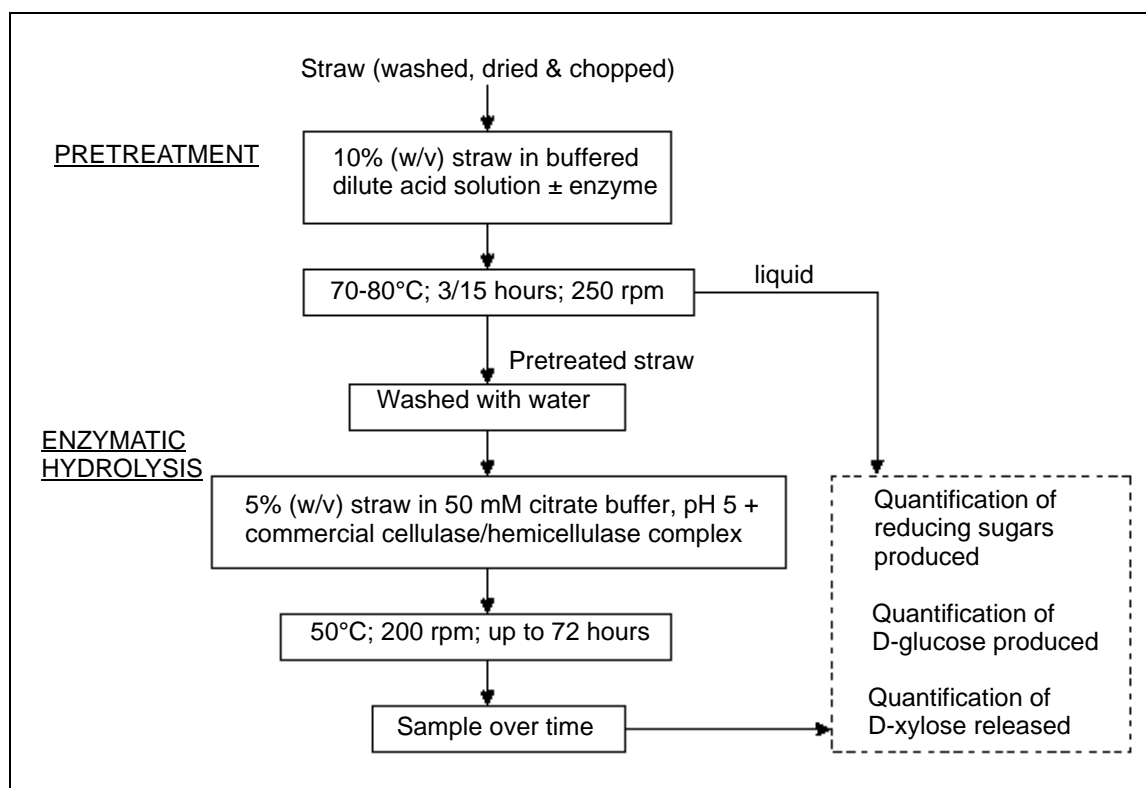 Straw (washed, dried & chopped)
PRETREATMENT
10% (w/v) straw in buffered
dilute acid solution ± enzyme
70-80°C; 3/15 hours; 250 rpm
liquid
Pretreated straw
Washed with water
ENZYMATIC
HYDROLYSIS
5% (w/v) straw in 50 mM citrate buffer, pH 5 +
commercial cellulase/hemicellulase complex
50°C; 200 rpm; up to 72 hours
Sample over time
Quantification of
reducing sugars
produced
Quantification of
D-glucose produced
Quantification of
D-xylose released